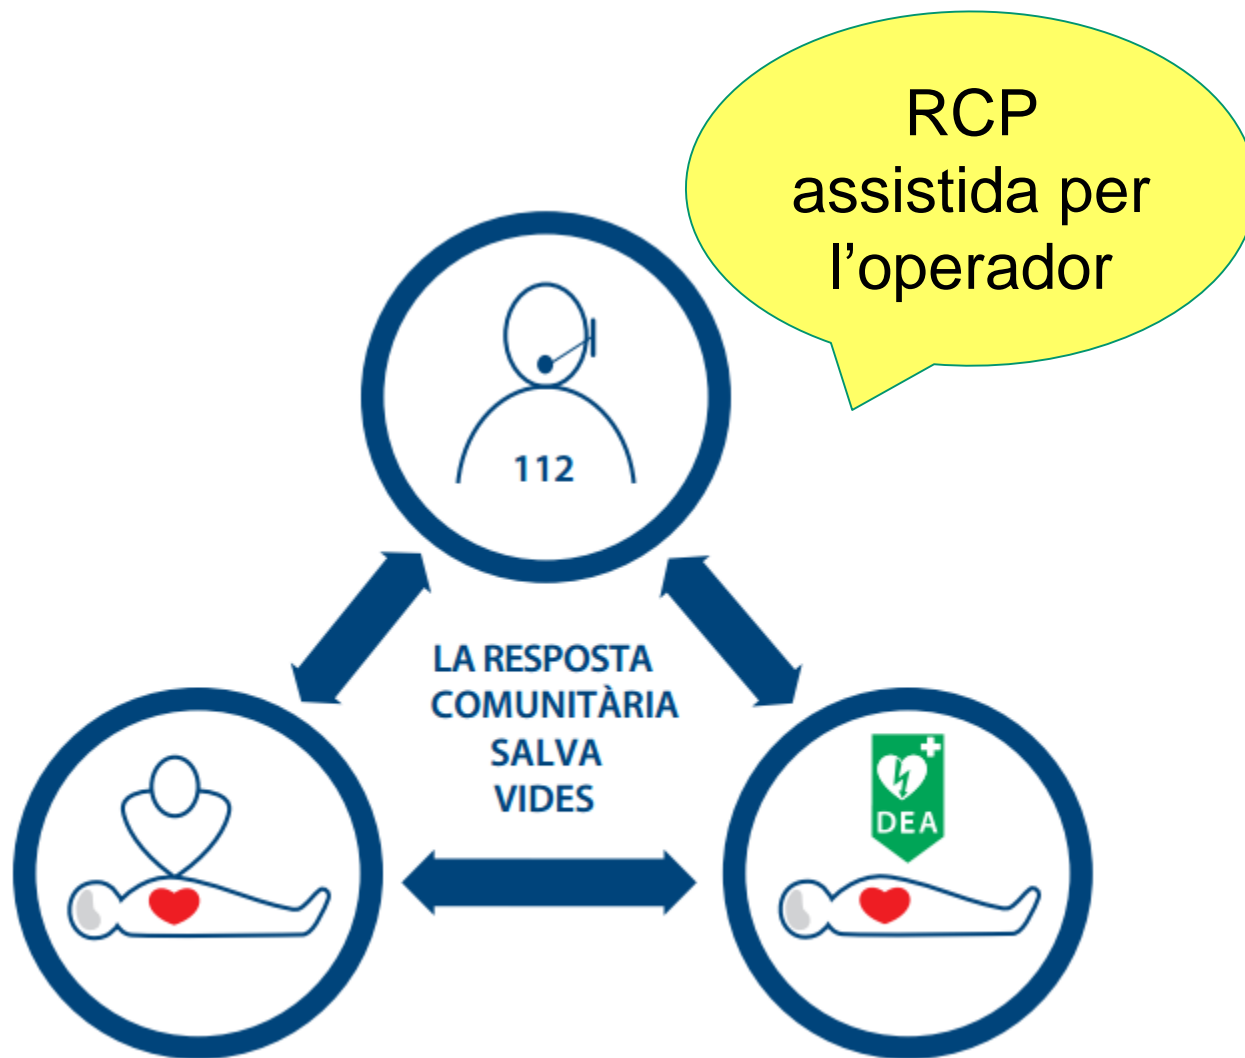 RCP
assistida per
l’operador
112
LA RESPOSTA
COMUNITÀRIA
SALVA
VIDES
DEA